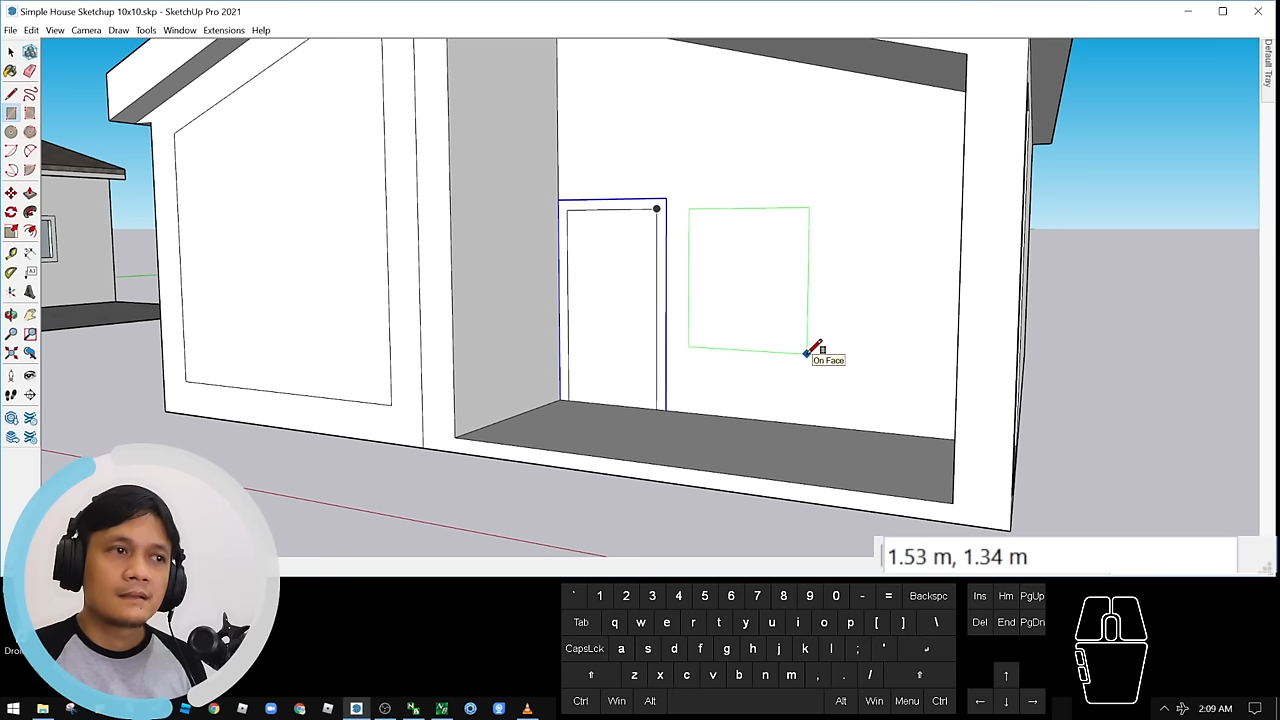 Simple House Sketchup 10x10.skp - SketchUp Pro 2021
File Edit View Camera Draw Tools Window Extensions Help
Default Tray
On Face
1.53 m, 1.34 m
` 1 2 3 4 5 6 7 8 9 0 - = Backspc
Tab q w e r t y u i o p [ ] \
CapsLck a s d f g h j k l ; '
z x c v b n m , . /
Ctrl Win Alt Alt Win Menu Ctrl
Ins Hm PgUp
Del End PgDn
2:09 AM